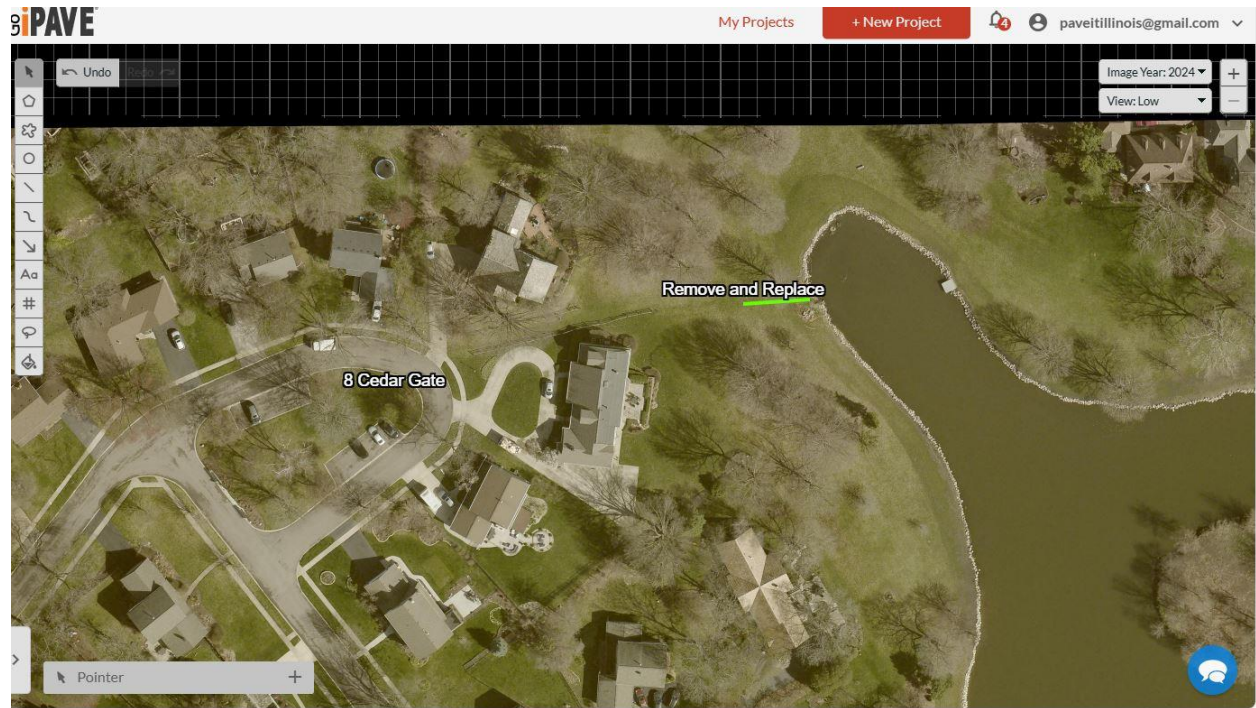 GO iPAVE
My Projects
+ New Project
4
paveitillinois@gmail.com
Undo
Redo
Image Year: 2024
+
View: Low
−
Aa
#
Remove and Replace
8 Cedar Gate
>
Pointer
+